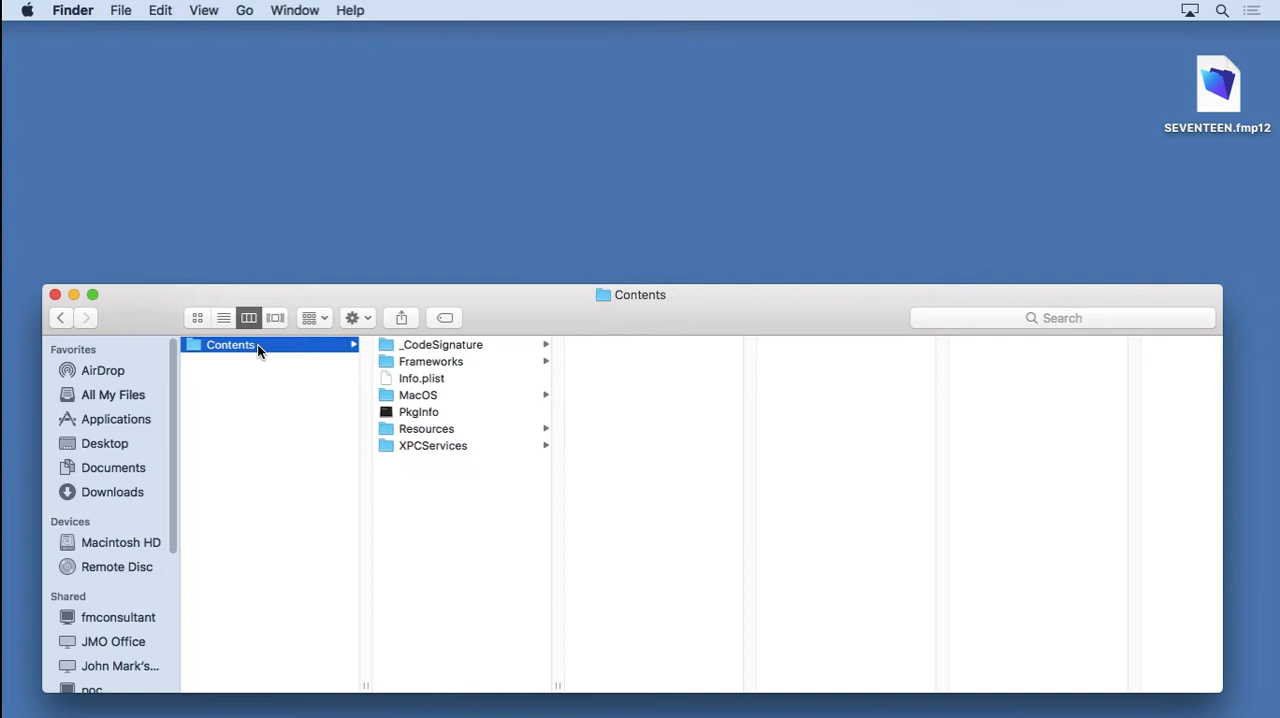 Finder File Edit View Go Window Help
SEVENTEEN.fmp12
Contents
Search
Favorites
AirDrop
All My Files
Applications
Desktop
Documents
Downloads
Devices
Macintosh HD
Remote Disc
Shared
fmconsultant
JMO Office
John Mark's...
poc
Contents
_CodeSignature
Frameworks
Info.plist
MacOS
PkgInfo
Resources
XPCServices